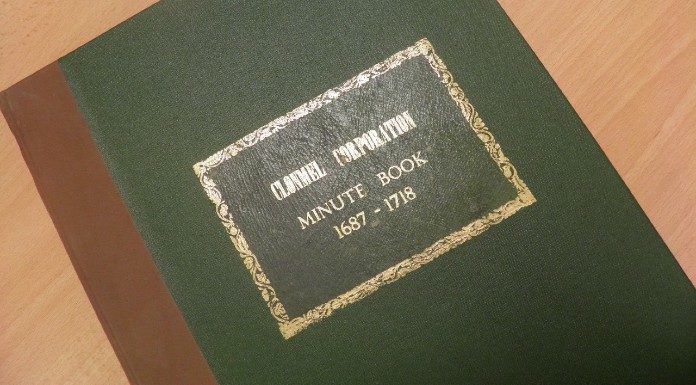 CLONMEL CORPORATION
MINUTE BOOK
1687 - 1718